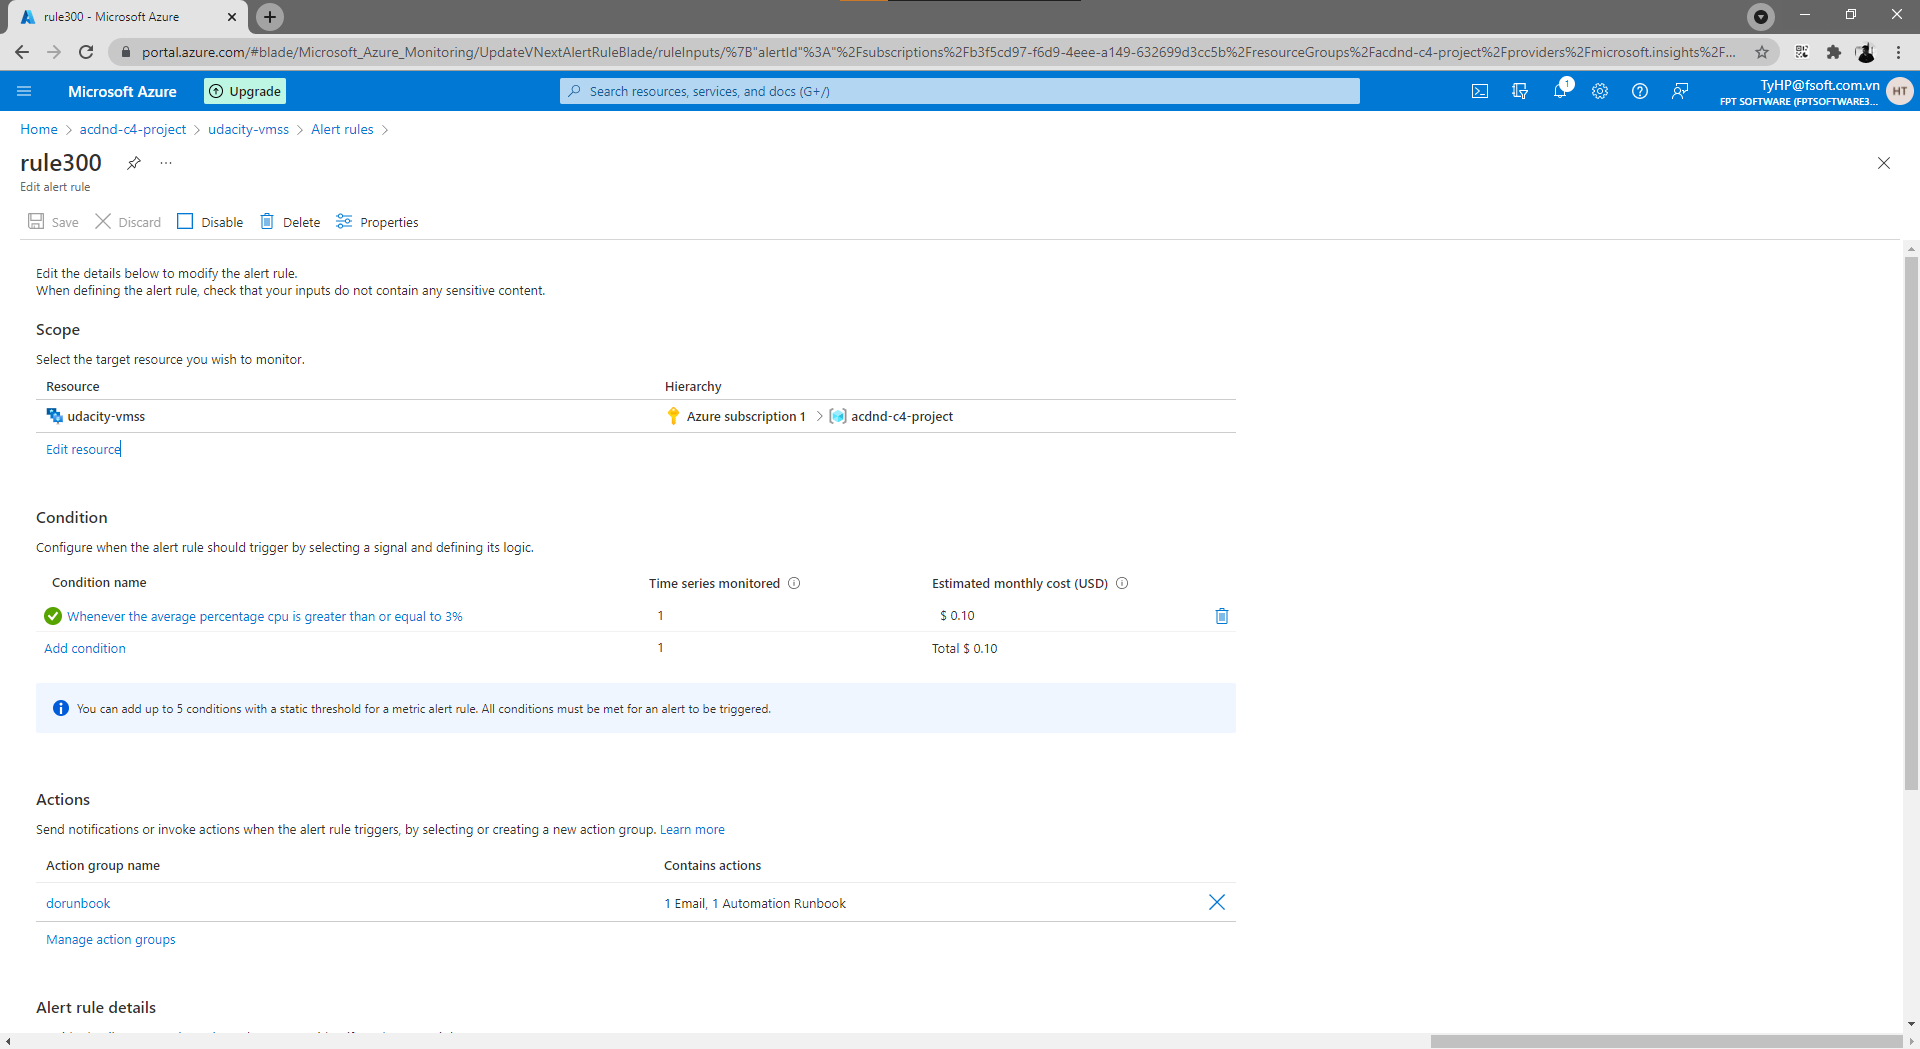 rule300 - Microsoft Azure
portal.azure.com/#blade/Microsoft_Azure_Monitoring/UpdateVNextAlertRuleBlade/ruleInputs/%7B"alertId"%3A"%2Fsubscriptions%2Fb3f5cd97-f6d9-4eee-a149-632699d3cc5b%2FresourceGroups%2Facdnd-c4-project%2Fproviders%2Fmicrosoft.insights%2F...
Microsoft Azure
Upgrade
Search resources, services, and docs (G+/)
1
TyHP@fsoft.com.vn
FPT SOFTWARE (FPTSOFTWARE3...
HT
Home > acdnd-c4-project > udacity-vmss > Alert rules >
rule300 ...
Edit alert rule
Save Discard Disable Delete Properties
Edit the details below to modify the alert rule.
When defining the alert rule, check that your inputs do not contain any sensitive content.
Scope
Select the target resource you wish to monitor.
Resource Hierarchy
udacity-vmss Azure subscription 1 > acdnd-c4-project
Edit resource
Condition
Configure when the alert rule should trigger by selecting a signal and defining its logic.
Condition name Time series monitored Estimated monthly cost (USD)
Whenever the average percentage cpu is greater than or equal to 3% 1 $ 0.10
Add condition 1 Total $ 0.10
You can add up to 5 conditions with a static threshold for a metric alert rule. All conditions must be met for an alert to be triggered.
Actions
Send notifications or invoke actions when the alert rule triggers, by selecting or creating a new action group. Learn more
Action group name Contains actions
dorunbook 1 Email, 1 Automation Runbook
Manage action groups
Alert rule details